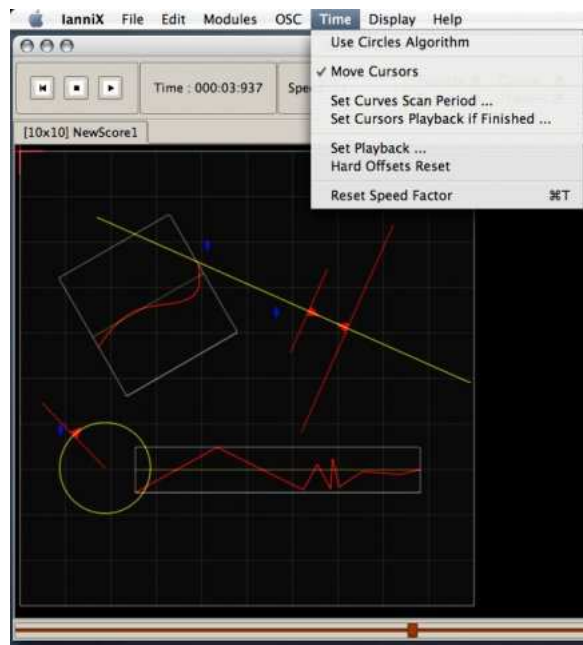 IanniX File Edit Modules OSC Time Display Help
Use Circles Algorithm
✓ Move Cursors
Set Curves Scan Period ...
Set Cursors Playback if Finished ...
Set Playback ...
Hard Offsets Reset
Reset Speed Factor ⌘T
Time : 000:03:937
Spe
[10x10] NewScore1